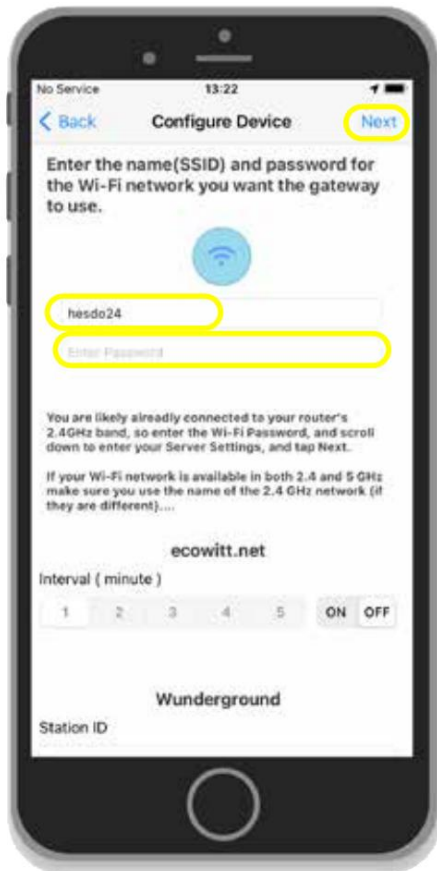 No Service 13:22
Back Configure Device Next
Enter the name(SSID) and password for
the Wi-Fi network you want the gateway
to use.
hesdo24
Enter Password
You are likely alreadly connected to your router's
2.4GHz band, so enter the Wi-Fi Password, and scroll
down to enter your Server Settings, and tap Next.
If your Wi-Fi network is available in both 2.4 and 5 GHz
make sure you use the name of the 2.4 GHz network (if
they are different)....
ecowitt.net
Interval ( minute )
1 2 3 4 5 ON OFF
Wunderground
Station ID